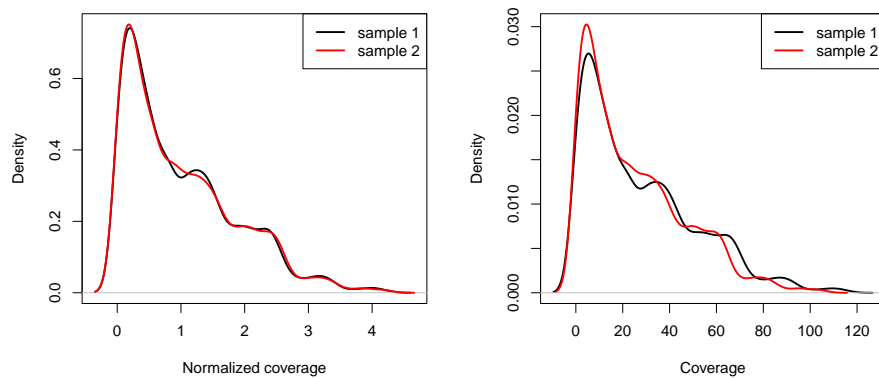 sample 1
sample 2
Density
0.0
0.2
0.4
0.6
0 1 2 3 4
Normalized coverage
sample 1
sample 2
Density
0.000
0.010
0.020
0.030
0 20 40 60 80 100 120
Coverage